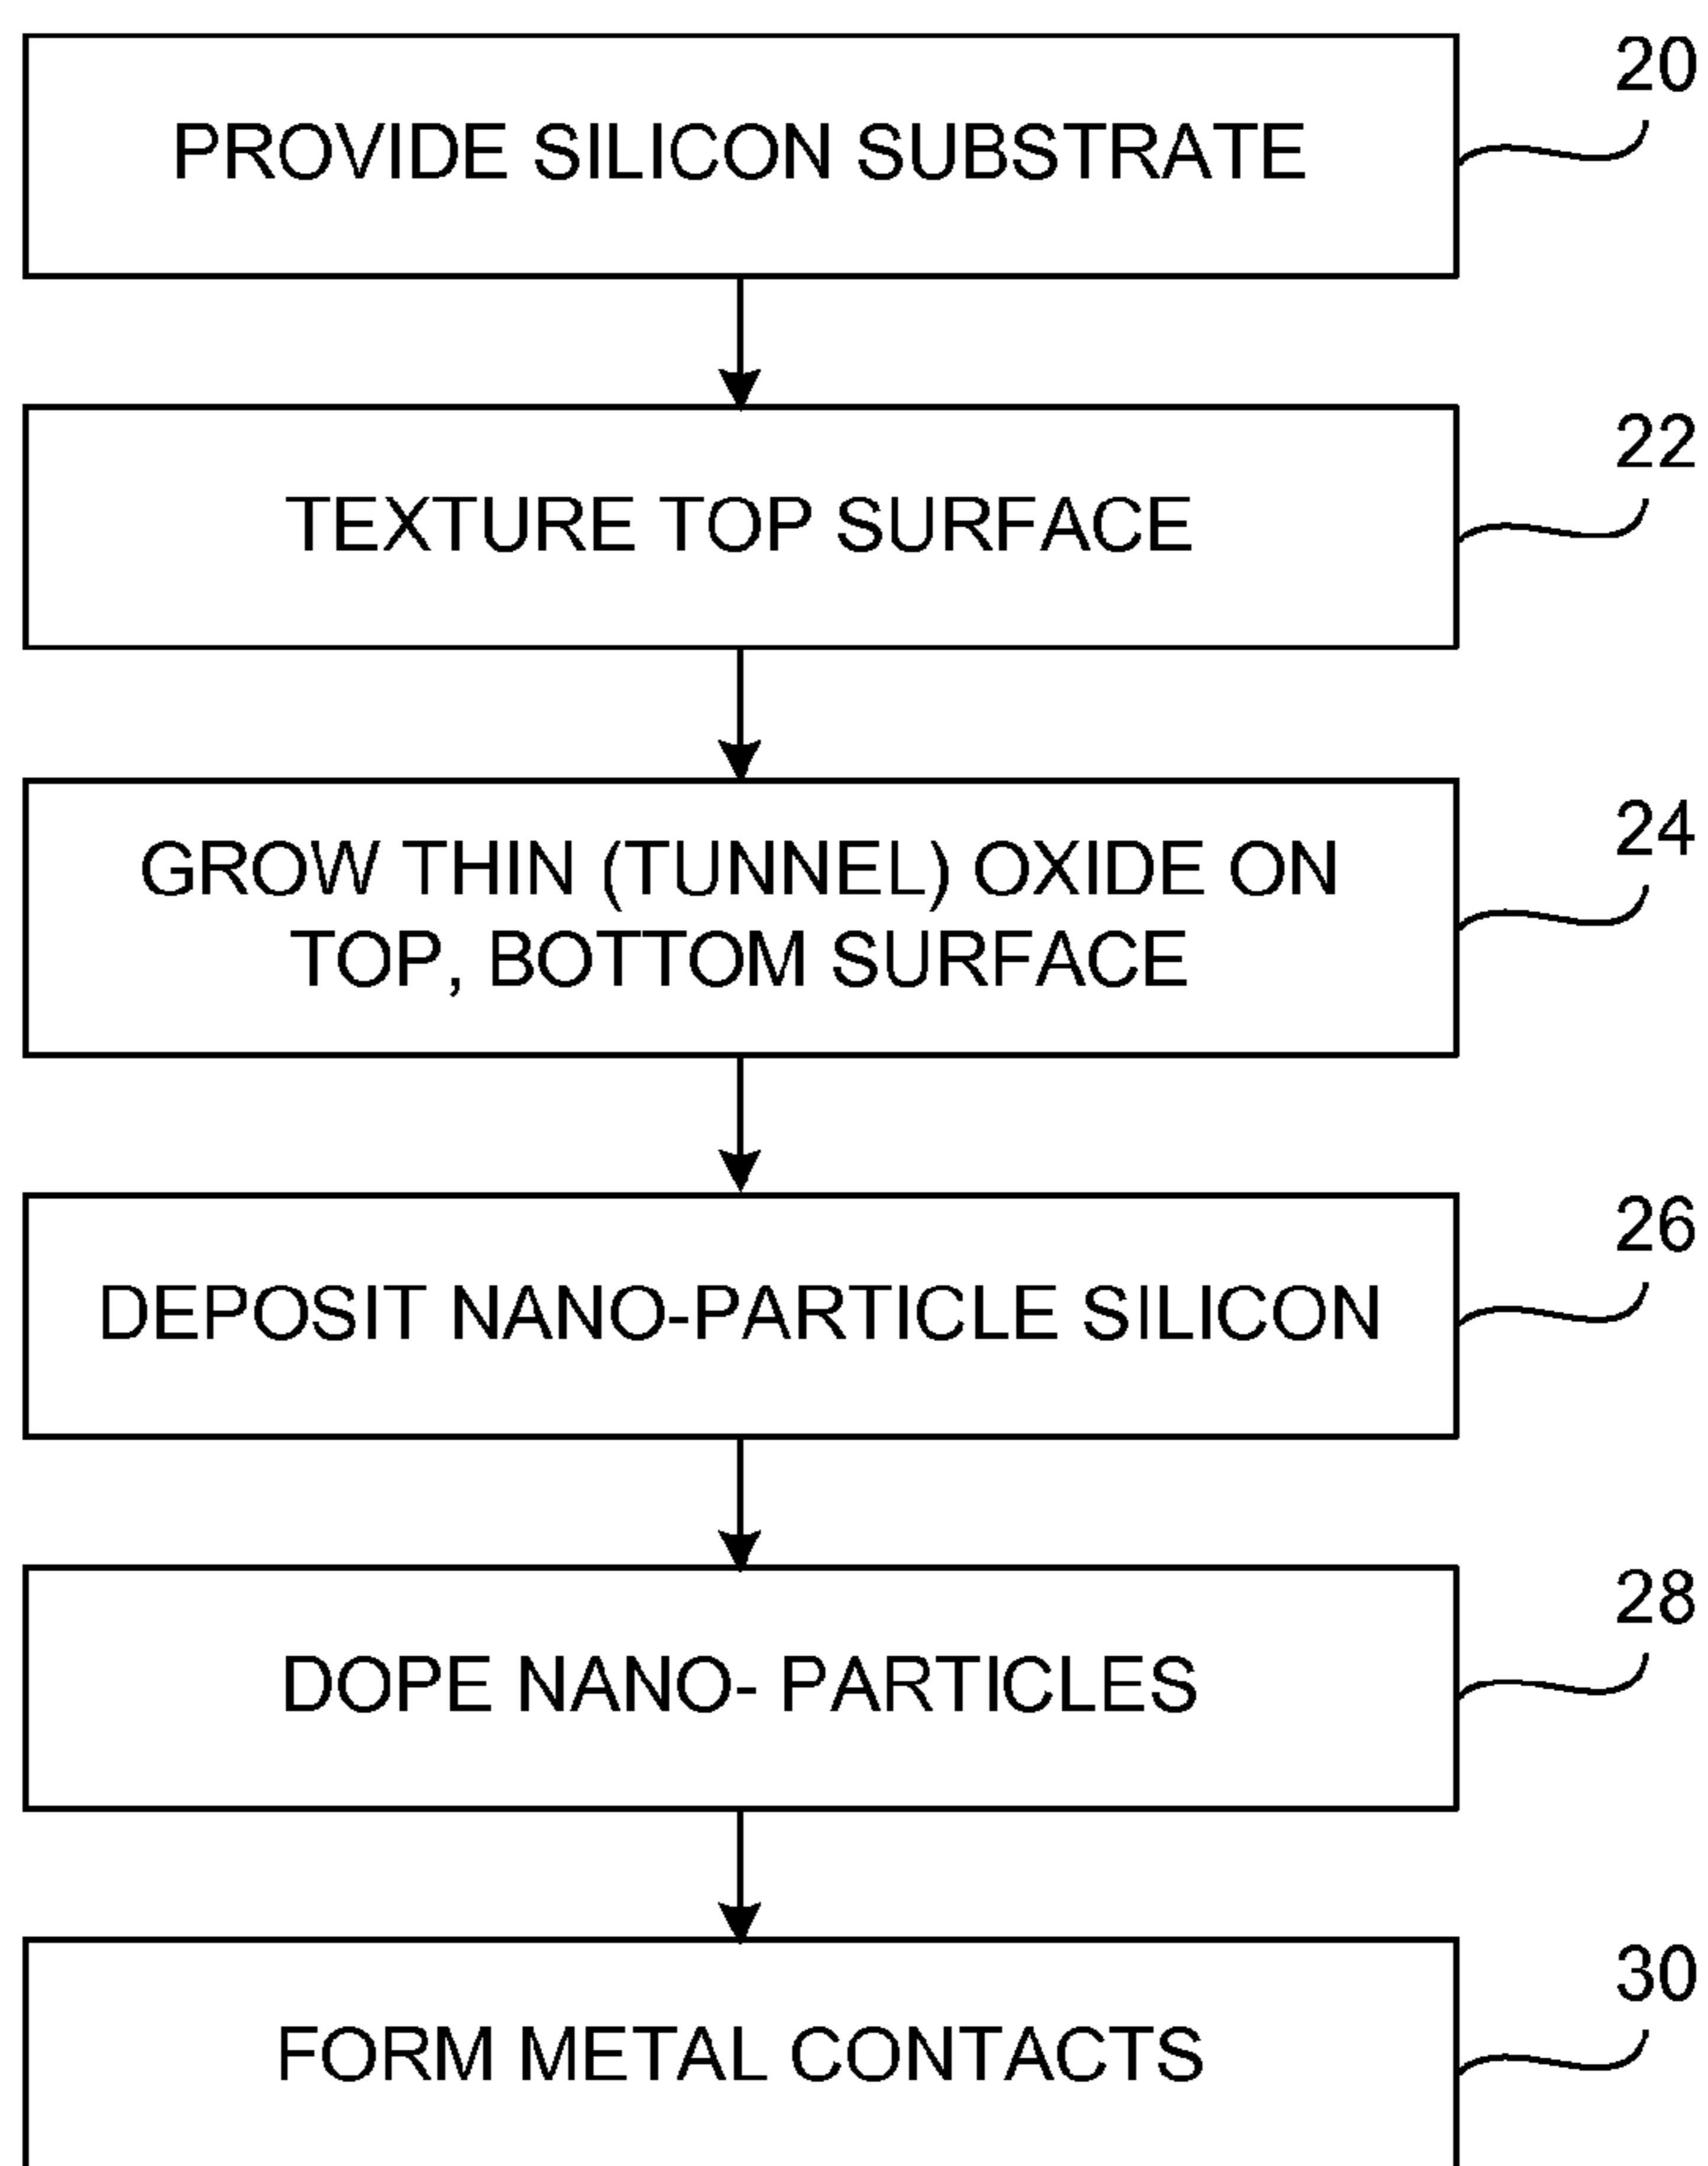 PROVIDE SILICON SUBSTRATE
20
TEXTURE TOP SURFACE
22
GROW THIN (TUNNEL) OXIDE ON
TOP, BOTTOM SURFACE
24
DEPOSIT NANO-PARTICLE SILICON
26
DOPE NANO- PARTICLES
28
FORM METAL CONTACTS
30